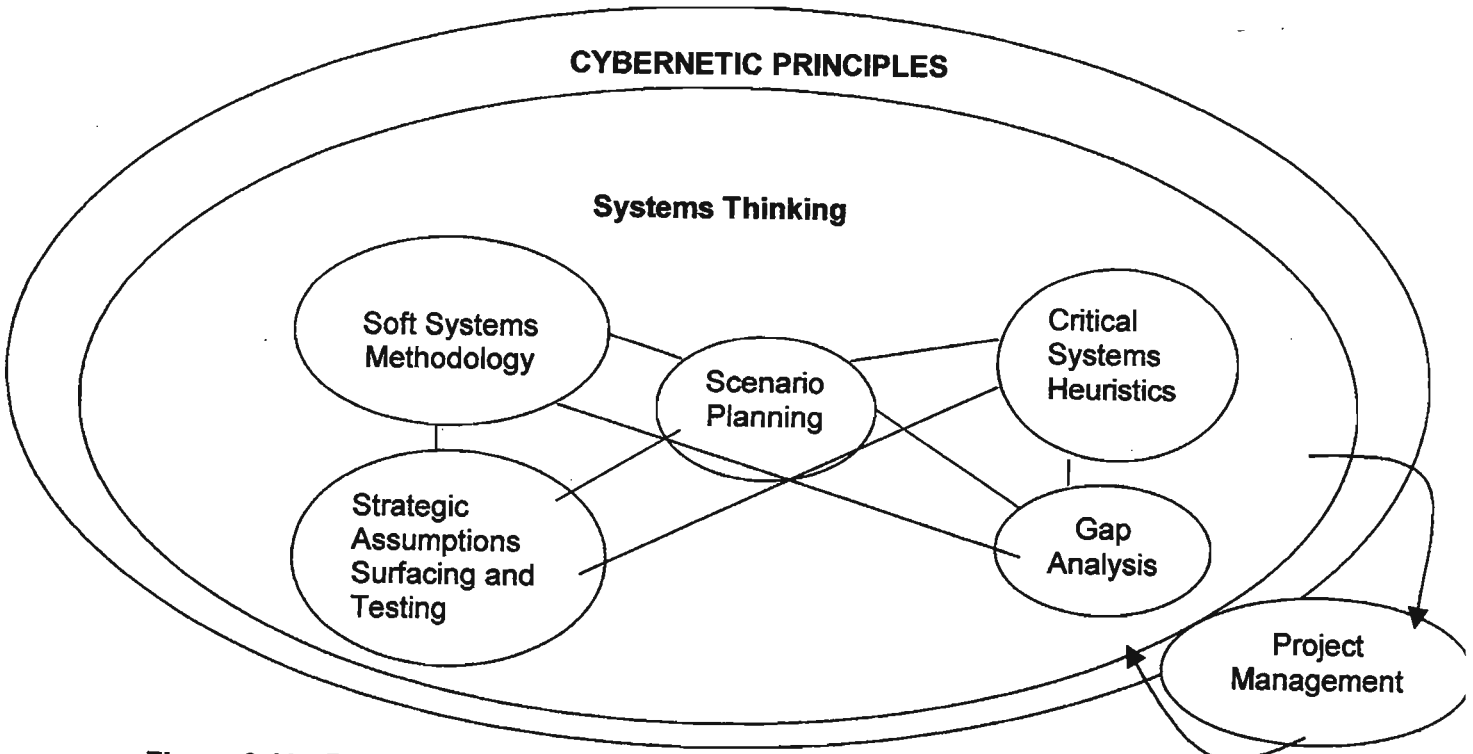 CYBERNETIC PRINCIPLES
Systems Thinking
Soft Systems
Methodology
Scenario
Planning
Critical
Systems
Heuristics
Strategic
Assumptions
Surfacing and
Testing
Gap
Analysis
Project
Management